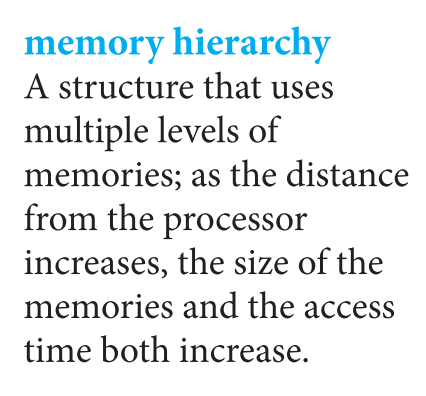 memory hierarchy
A structure that uses
multiple levels of
memories; as the distance
from the processor
increases, the size of the
memories and the access
time both increase.